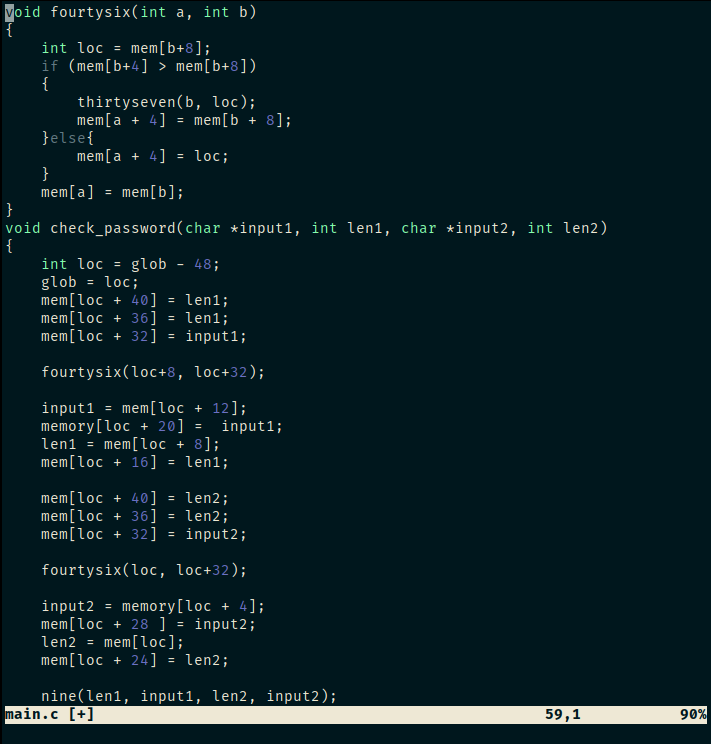 void fourtysix(int a, int b)
{
    int loc = mem[b+8];
    if (mem[b+4] > mem[b+8])
    {
        thirtyseven(b, loc);
        mem[a + 4] = mem[b + 8];
    }else{
        mem[a + 4] = loc;
    }
    mem[a] = mem[b];
}
void check_password(char *input1, int len1, char *input2, int len2)
{
    int loc = glob - 48;
    glob = loc;
    mem[loc + 40] = len1;
    mem[loc + 36] = len1;
    mem[loc + 32] = input1;

    fourtysix(loc+8, loc+32);

    input1 = mem[loc + 12];
    memory[loc + 20] =  input1;
    len1 = mem[loc + 8];
    mem[loc + 16] = len1;

    mem[loc + 40] = len2;
    mem[loc + 36] = len2;
    mem[loc + 32] = input2;

    fourtysix(loc, loc+32);

    input2 = memory[loc + 4];
    mem[loc + 28 ] = input2;
    len2 = mem[loc];
    mem[loc + 24] = len2;

    nine(len1, input1, len2, input2);
main.c [+] 59,1 90%